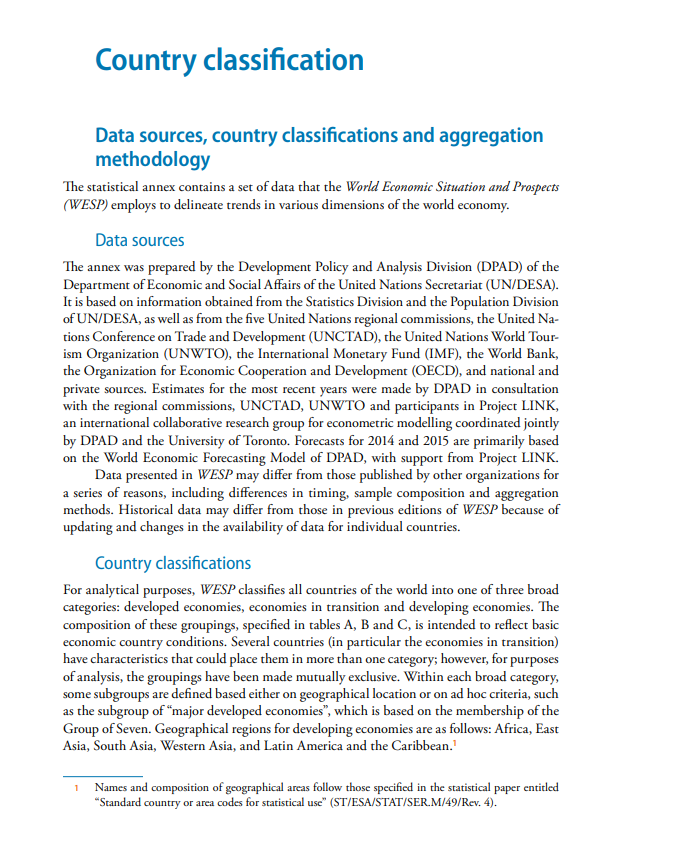 Country classification
Data sources, country classifications and aggregation
methodology
The statistical annex contains a set of data that the World Economic Situation and Prospects
(WESP) employs to delineate trends in various dimensions of the world economy.
Data sources
The annex was prepared by the Development Policy and Analysis Division (DPAD) of the
Department of Economic and Social Affairs of the United Nations Secretariat (UN/DESA).
It is based on information obtained from the Statistics Division and the Population Division
of UN/DESA, as well as from the five United Nations regional commissions, the United Na-
tions Conference on Trade and Development (UNCTAD), the United Nations World Tour-
ism Organization (UNWTO), the International Monetary Fund (IMF), the World Bank,
the Organization for Economic Cooperation and Development (OECD), and national and
private sources. Estimates for the most recent years were made by DPAD in consultation
with the regional commissions, UNCTAD, UNWTO and participants in Project LINK,
an international collaborative research group for econometric modelling coordinated jointly
by DPAD and the University of Toronto. Forecasts for 2014 and 2015 are primarily based
on the World Economic Forecasting Model of DPAD, with support from Project LINK.
Data presented in WESP may differ from those published by other organizations for
a series of reasons, including differences in timing, sample composition and aggregation
methods. Historical data may differ from those in previous editions of WESP because of
updating and changes in the availability of data for individual countries.
Country classifications
For analytical purposes, WESP classifies all countries of the world into one of three broad
categories: developed economies, economies in transition and developing economies. The
composition of these groupings, specified in tables A, B and C, is intended to reflect basic
economic country conditions. Several countries (in particular the economies in transition)
have characteristics that could place them in more than one category; however, for purposes
of analysis, the groupings have been made mutually exclusive. Within each broad category,
some subgroups are defined based either on geographical location or on ad hoc criteria, such
as the subgroup of “major developed economies”, which is based on the membership of the
Group of Seven. Geographical regions for developing economies are as follows: Africa, East
Asia, South Asia, Western Asia, and Latin America and the Caribbean.1
1 Names and composition of geographical areas follow those specified in the statistical paper entitled
“Standard country or area codes for statistical use” (ST/ESA/STAT/SER.M/49/Rev. 4).